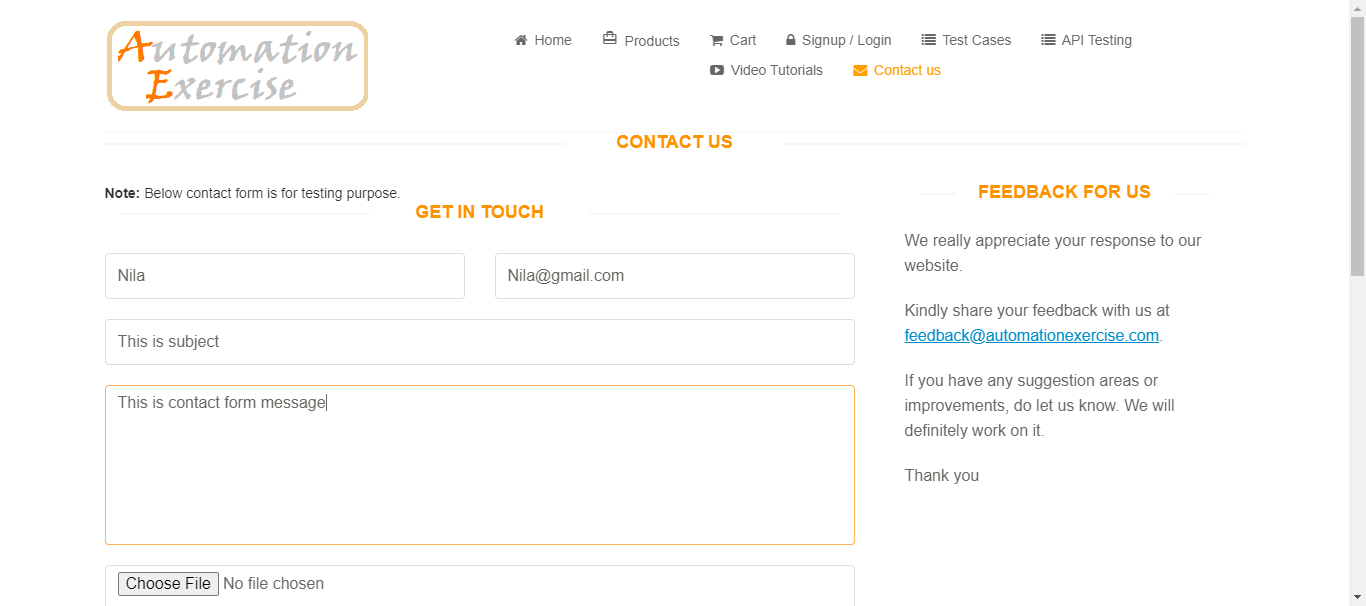 Automation
Exercise
Home Products Cart Signup / Login Test Cases API Testing
Video Tutorials Contact us
CONTACT US
Note: Below contact form is for testing purpose.
GET IN TOUCH
Nila
Nila@gmail.com
This is subject
This is contact form message
Choose File No file chosen
FEEDBACK FOR US
We really appreciate your response to our
website.
Kindly share your feedback with us at
feedback@automationexercise.com.
If you have any suggestion areas or
improvements, do let us know. We will
definitely work on it.
Thank you